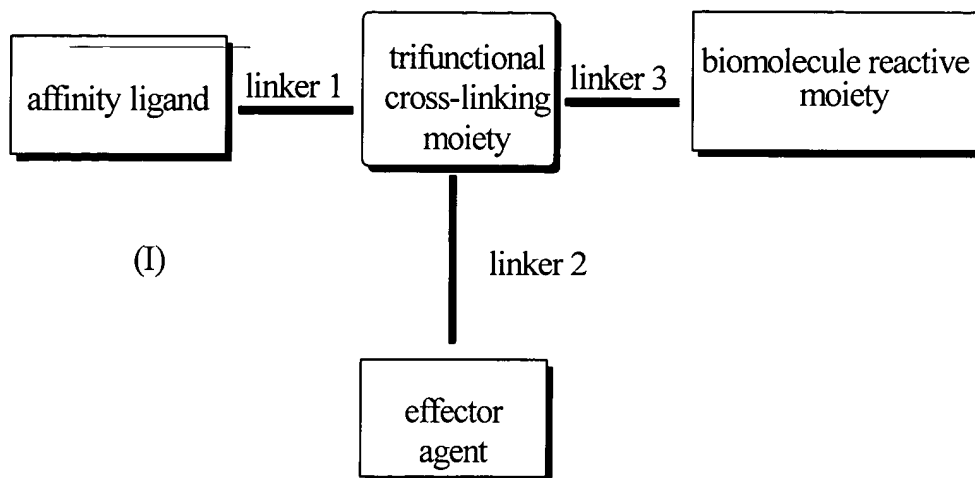 affinity ligand
linker 1
trifunctional
cross-linking
moiety
linker 3
biomolecule reactive
moiety
(I)
linker 2
effector
agent